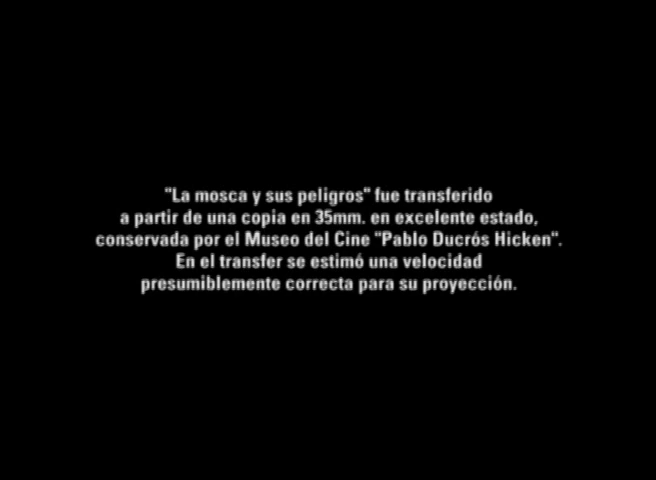 "La mosca y sus peligros" fue transferido
a partir de una copia en 35mm. en excelente estado,
conservada por el Museo del Cine "Pablo Ducrós Hicken".
En el transfer se estimó una velocidad
presumiblemente correcta para su proyección.